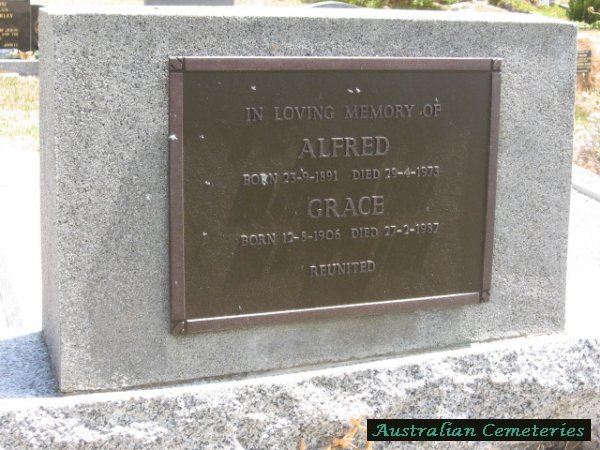 IN LOVING MEMORY OF
ALFRED
BORN 23-9-1891 DIED 29-4-1973
GRACE
BORN 12-8-1906 DIED 27-2-1987
REUNITED
Australian Cemeteries